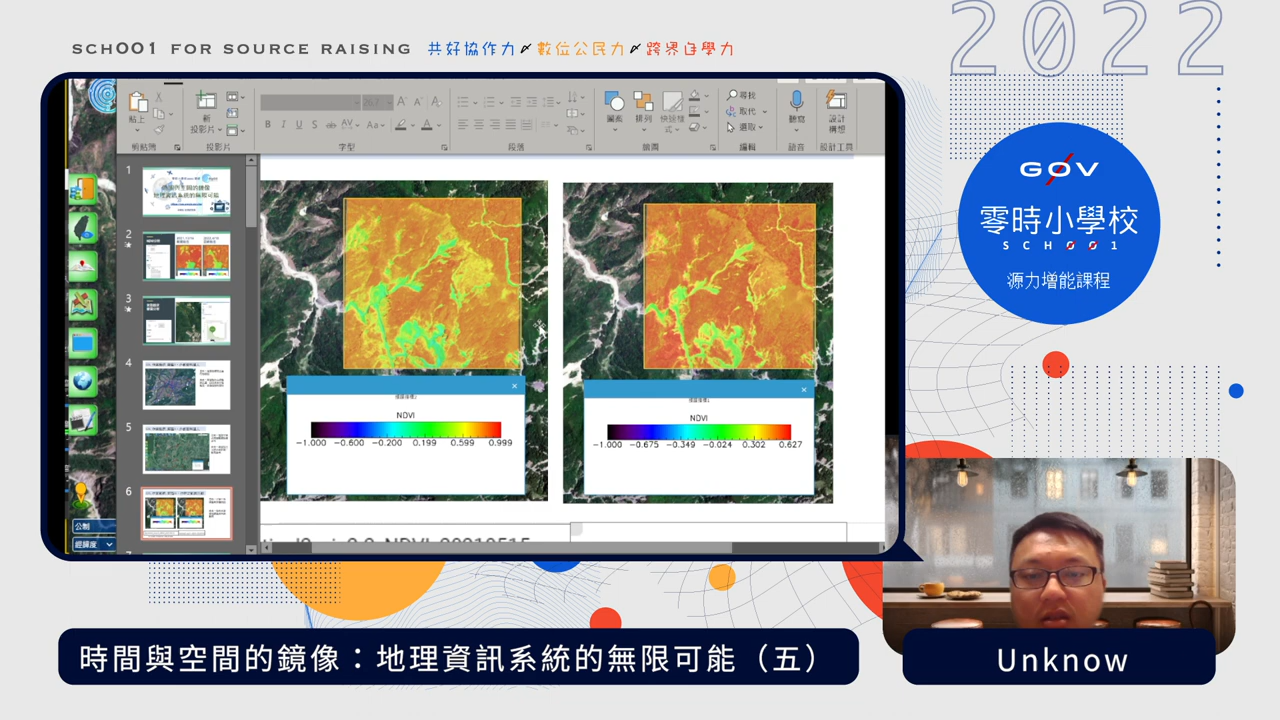 SCH001 FOR SOURCE RAISING 共好協作力 數位公民力 跨界自學力
2022
G0V
零時小學校
SCH001
源力增能課程
貼上
新
投影片
剪貼簿
投影片
B I U S ab AV Aa A
字型
段落
圖案
排列
快速樣
式
繪圖
尋找
取代
選取
編輯
聽寫
語音
設計
構想
設計工具
1
2
3
4
5
6
NDVI
-1.000 -0.600 -0.200 0.199 0.599 0.999
NDVI
-1.000 -0.675 -0.349 -0.024 0.302 0.627
公制
經緯度
時間與空間的鏡像：地理資訊系統的無限可能（五）
Unknow